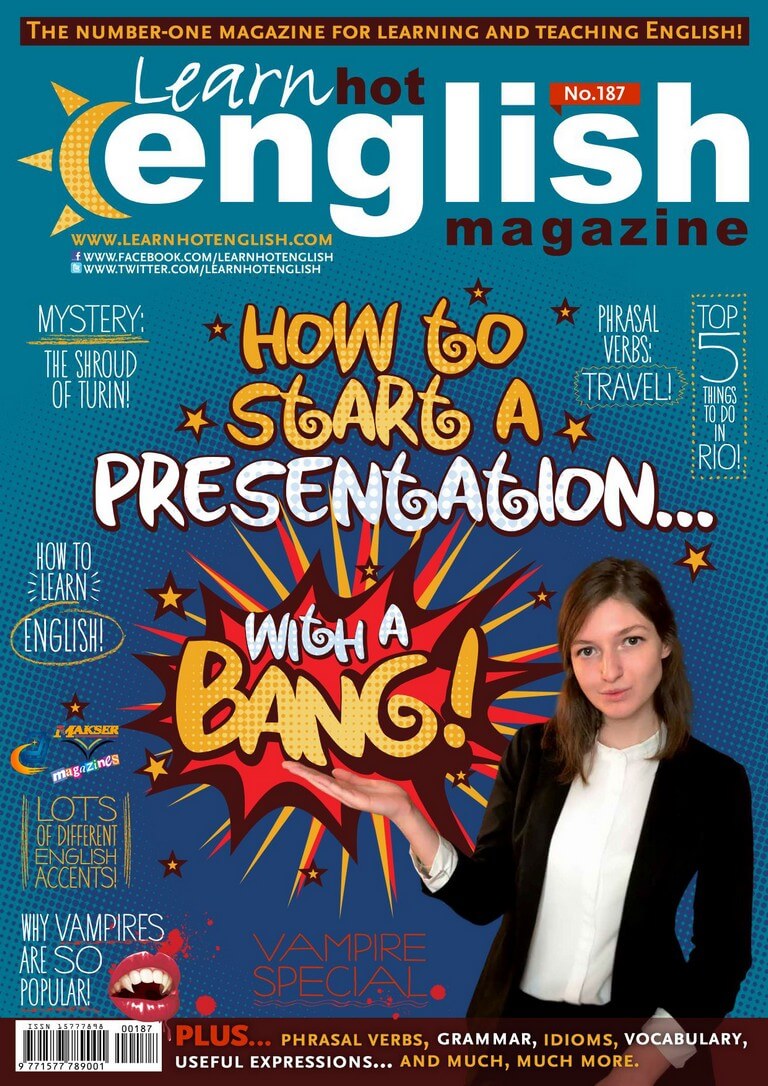 The number-one magazine for learning and teaching English!
Learn hot
No.187
english
magazine
www.learnhotenglish.com
www.facebook.com/learnhotenglish
www.twitter.com/learnhotenglish
MYSTERY:
THE SHROUD
OF TURIN!
HOW to
StARt A
PRESENtAtION...
WItH A
BANG!
PHRASAL
VERBS:
TRAVEL!
TOP
5
THINGS
TO DO
IN
RIO!
HOW TO
LEARN
ENGLISH!
MAKSER
magazines
LOTS
OF DIFFERENT
ENGLISH
ACCENTS!
WHY VAMPIRES
ARE SO
POPULAR!
VAMPIRE
SPECIAL
ISSN 15777898
00187
9 771577 789001
PLUS... phrasal verbs, grammar, idioms, vocabulary,
useful expressions... and much, much more.